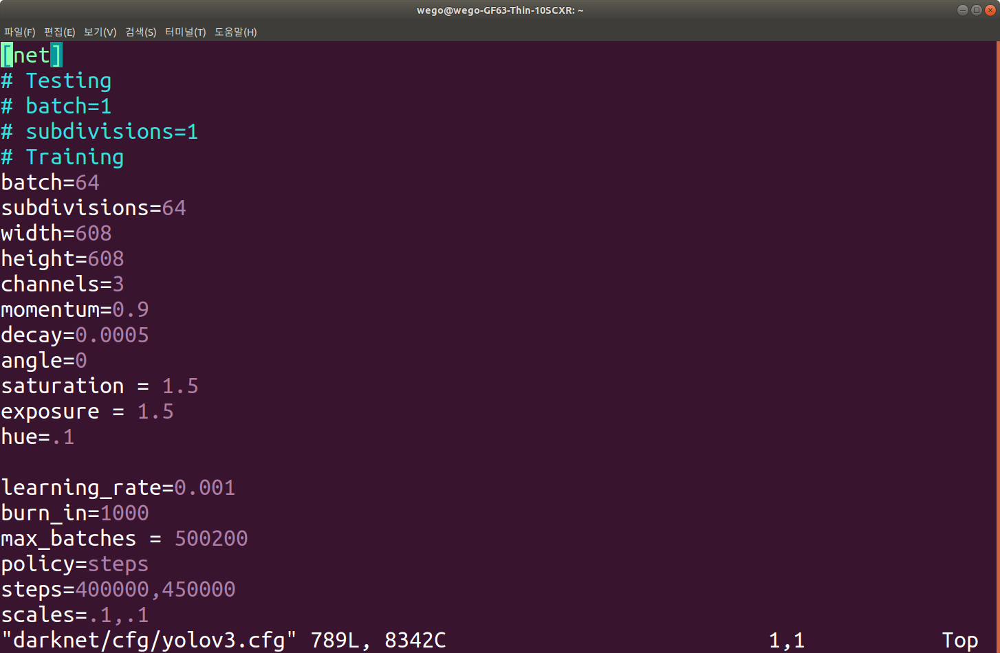 wego@wego-GF63-Thin-10SCXR: ~
파일(F) 편집(E) 보기(V) 검색(S) 터미널(T) 도움말(H)
[net]
# Testing
# batch=1
# subdivisions=1
# Training
batch=64
subdivisions=64
width=608
height=608
channels=3
momentum=0.9
decay=0.0005
angle=0
saturation = 1.5
exposure = 1.5
hue=.1

learning_rate=0.001
burn_in=1000
max_batches = 500200
policy=steps
steps=400000,450000
scales=.1,.1
"darknet/cfg/yolov3.cfg" 789L, 8342C 1,1 Top